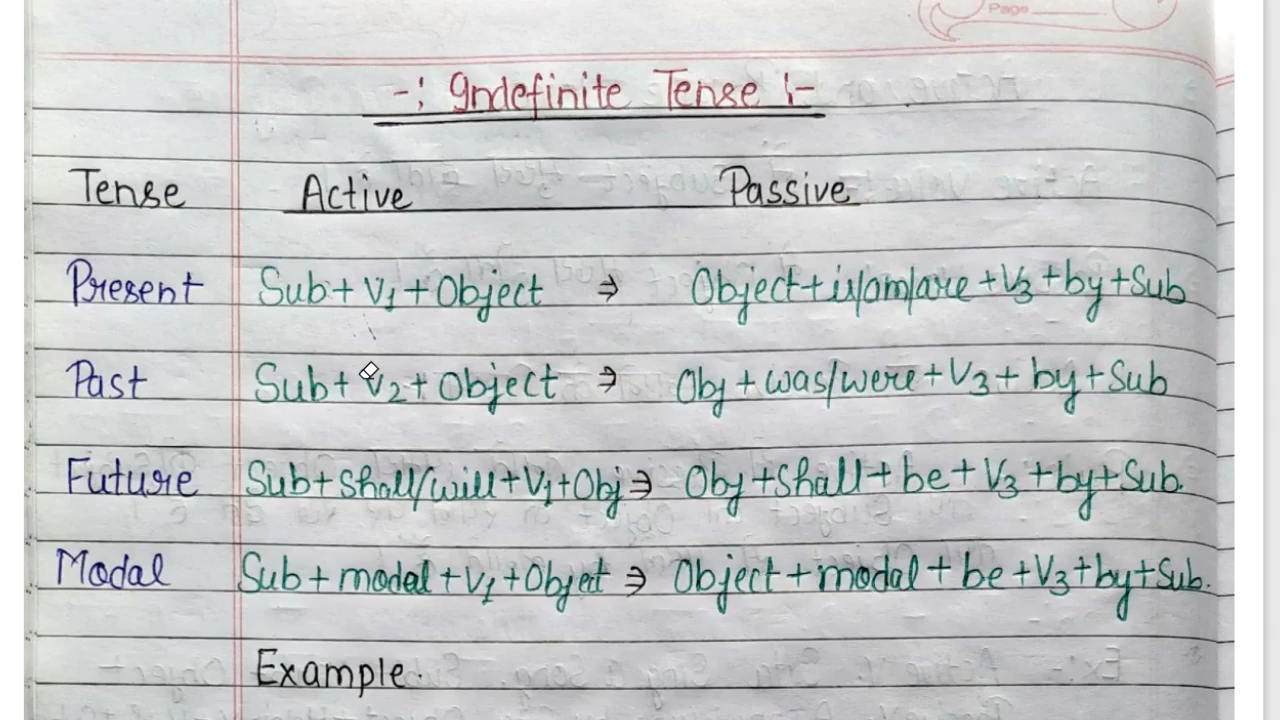 Page
-: Indefinite Tense :-
Tense Active Passive
Present Sub + V1 + Object ⇒ Object + is/am/are + V3 + by + Sub
Past Sub + V2 + Object ⇒ Obj + was/were + V3 + by + Sub
Future Sub + Shall/will + V1 + Obj ⇒ Obj + Shall + be + V3 + by + Sub.
Modal Sub + modal + V1 + Objet ⇒ Object + modal + be + V3 + by + Sub.
Example.